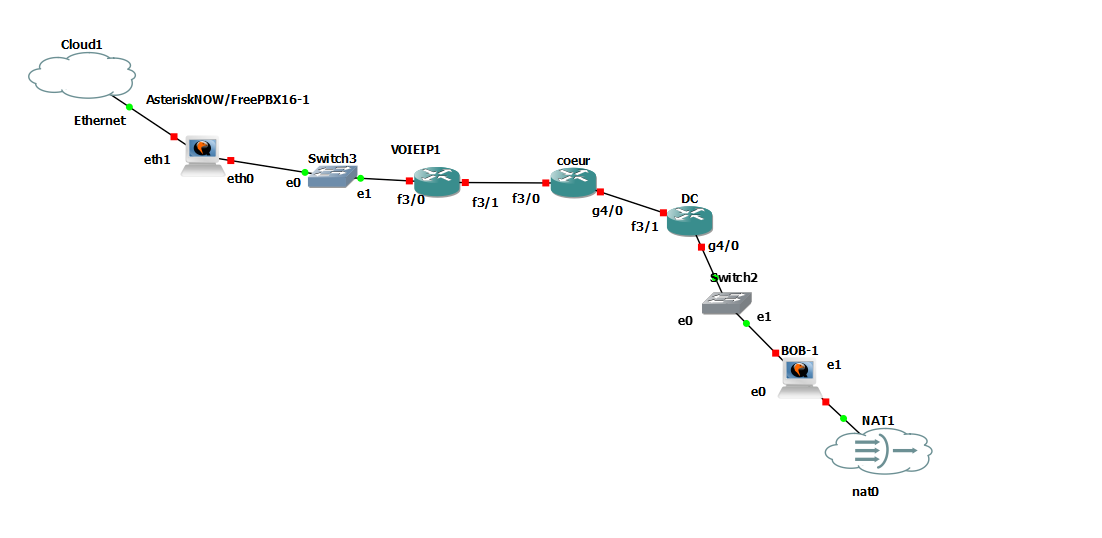 Cloud1
AsteriskNOW/FreePBX16-1
Ethernet
eth1
eth0
Switch3
e0
e1
VOIEIP1
f3/0
f3/1
coeur
f3/0
g4/0
DC
f3/1
g4/0
Switch2
e0
e1
BOB-1
e1
e0
NAT1
nat0